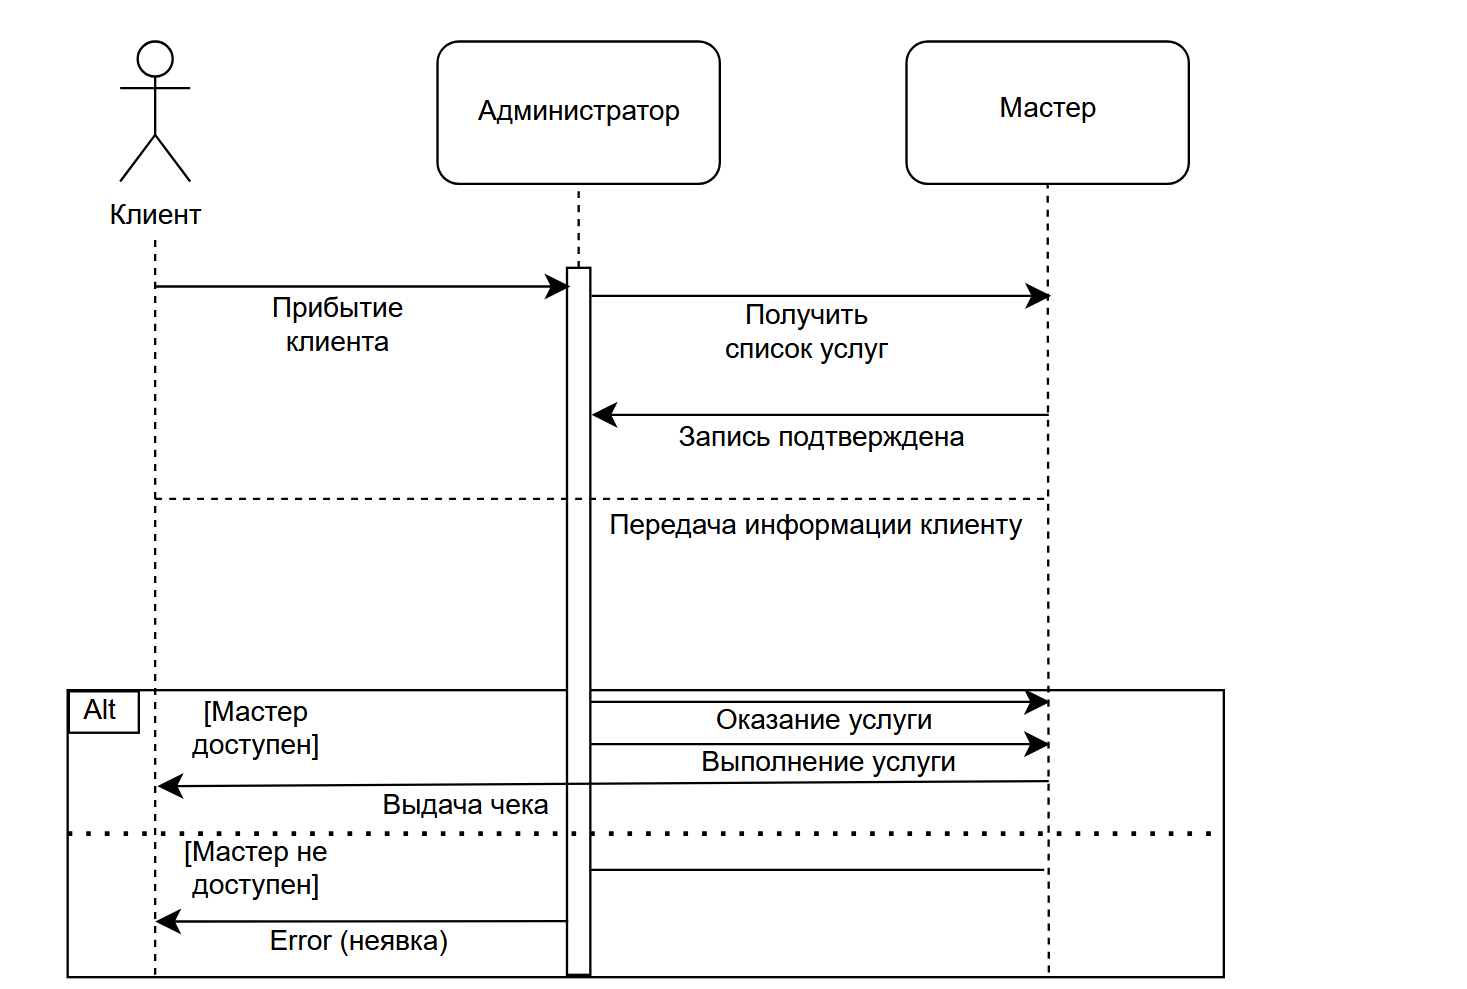 Администратор
Мастер
Клиент
Прибытие
клиента
Получить
список услуг
Запись подтверждена
Передача информации клиенту
Alt
[Мастер
доступен]
Оказание услуги
Выполнение услуги
Выдача чека
[Мастер не
доступен]
Error (неявка)